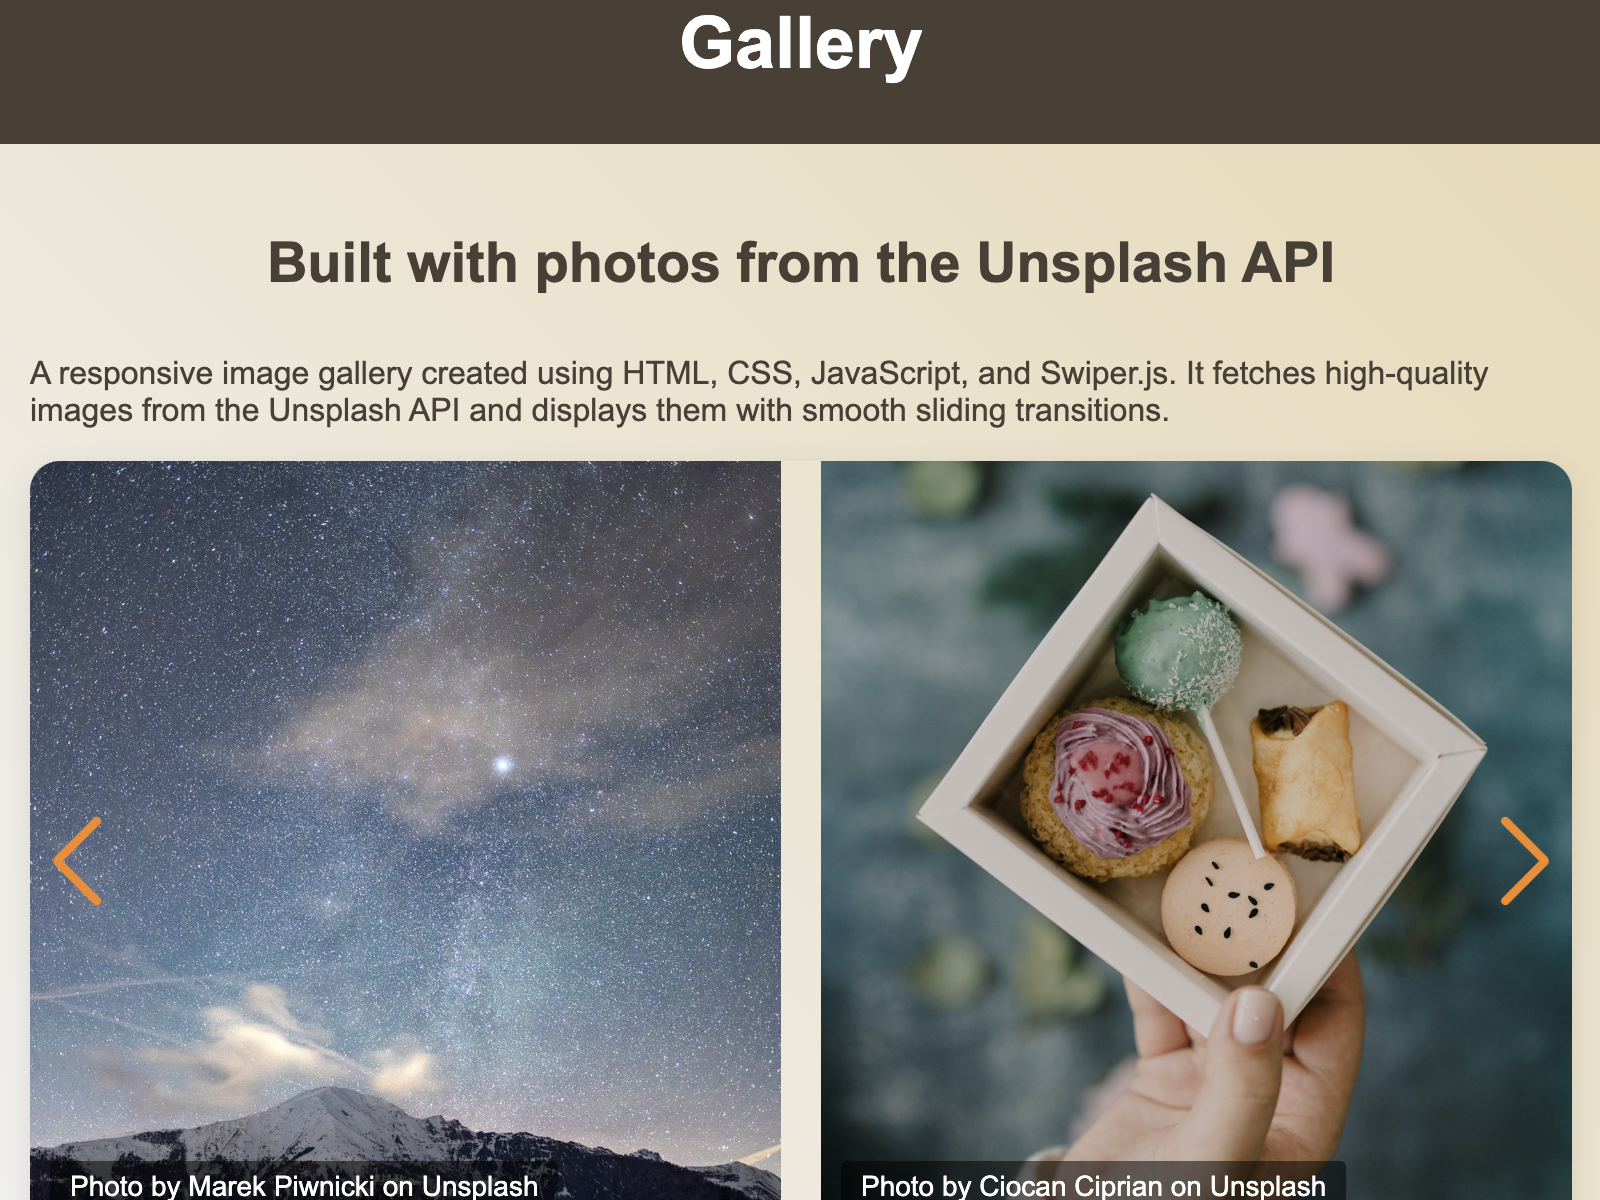 Gallery
Built with photos from the Unsplash API
A responsive image gallery created using HTML, CSS, JavaScript, and Swiper.js. It fetches high-quality
images from the Unsplash API and displays them with smooth sliding transitions.
Photo by Marek Piwnicki on Unsplash
Photo by Ciocan Ciprian on Unsplash